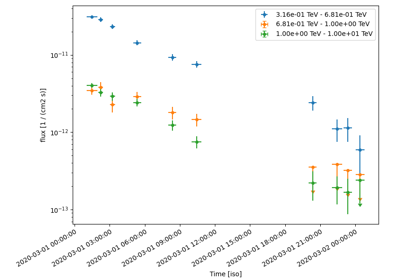 3.16e-01 TeV - 6.81e-01 TeV
6.81e-01 TeV - 1.00e+00 TeV
1.00e+00 TeV - 1.00e+01 TeV
flux [1 / (cm2 s)]
10⁻¹¹
10⁻¹²
10⁻¹³
2020-03-01 00:00:00
2020-03-01 03:00:00
2020-03-01 06:00:00
2020-03-01 09:00:00
2020-03-01 12:00:00
2020-03-01 15:00:00
2020-03-01 18:00:00
2020-03-01 21:00:00
2020-03-02 00:00:00
Time [iso]